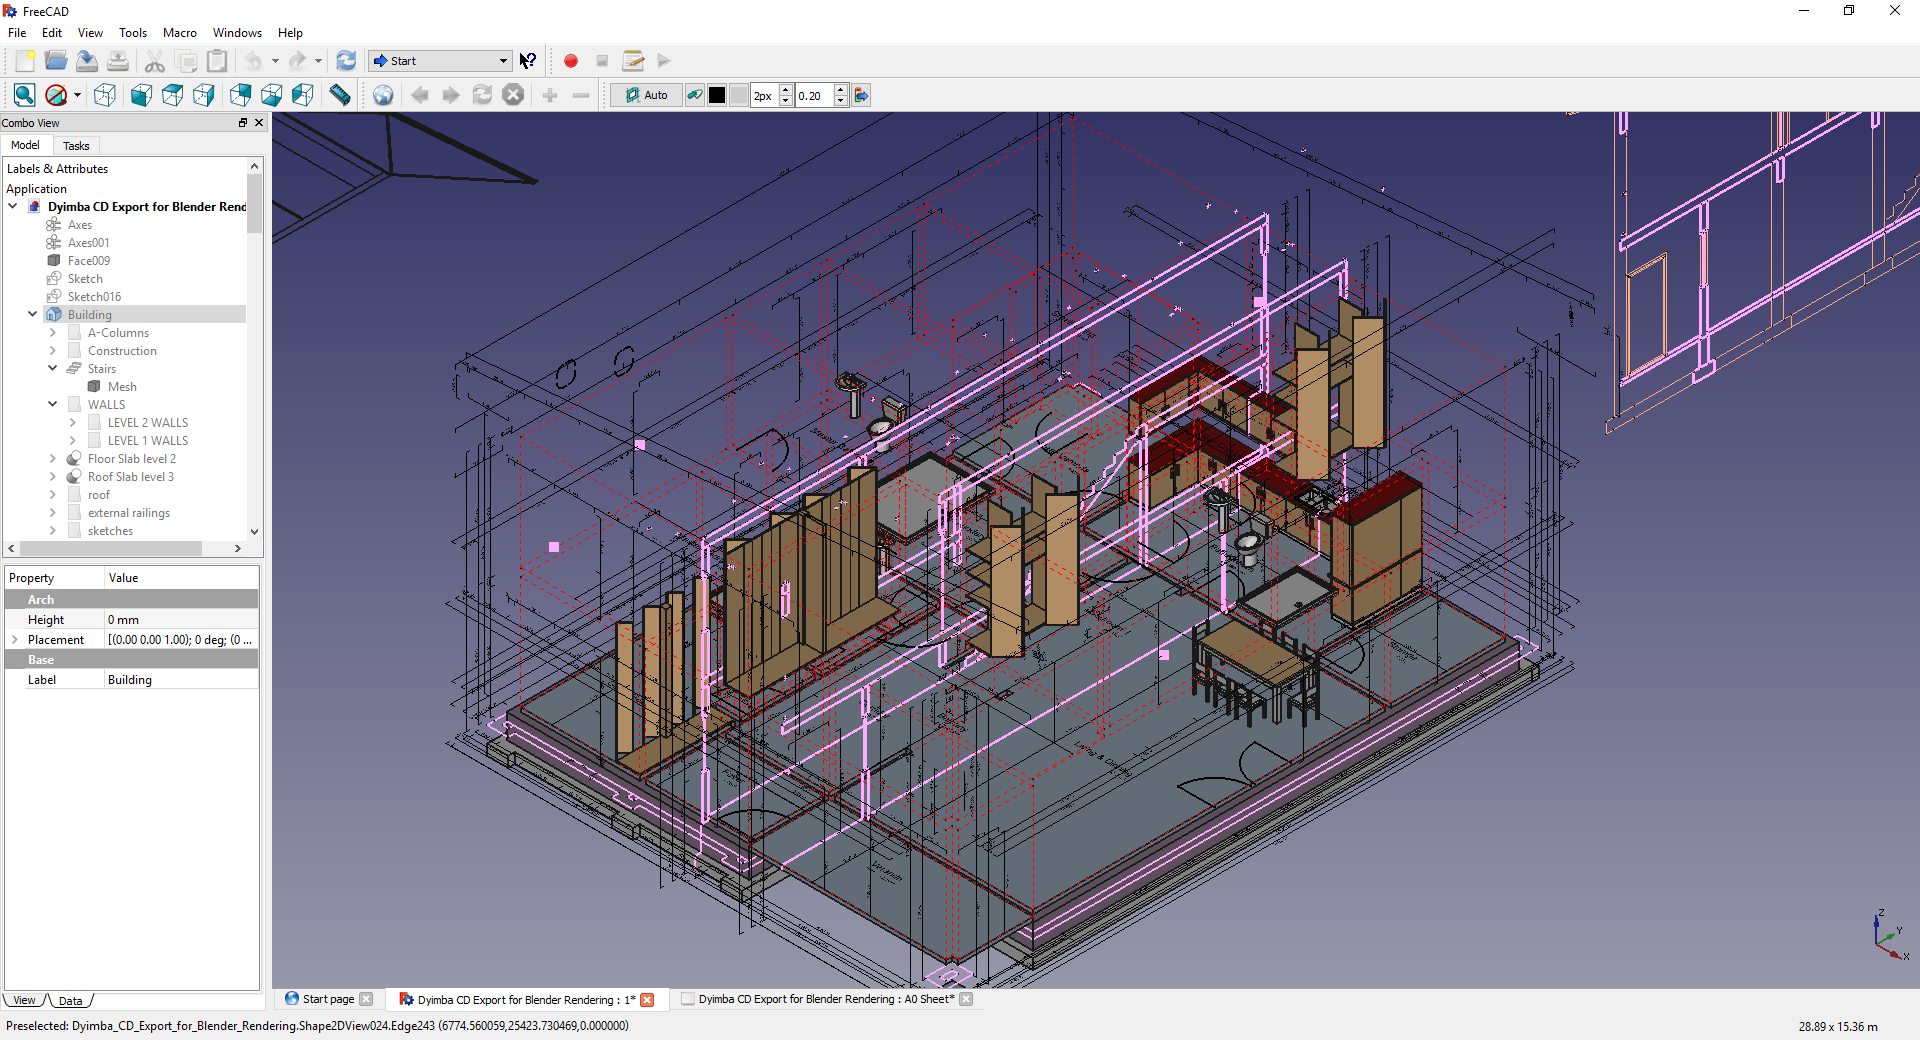 FreeCAD
File Edit View Tools Macro Windows Help
Start
Auto
2px
0.20
Combo View
Model Tasks
Labels & Attributes
Application
Dyimba CD Export for Blender Rend
Axes
Axes001
Face009
Sketch
Sketch016
Building
A-Columns
Construction
Stairs
Mesh
WALLS
LEVEL 2 WALLS
LEVEL 1 WALLS
Floor Slab level 2
Roof Slab level 3
roof
external railings
sketches
Property Value
Arch
Height 0 mm
Placement [(0.00 0.00 1.00); 0 deg; (0 ...
Base
Label Building
View Data
Z
Y
X
Start page
Dyimba CD Export for Blender Rendering : 1*
Dyimba CD Export for Blender Rendering : A0 Sheet*
Preselected: Dyimba_CD_Export_for_Blender_Rendering.Shape2DView024.Edge243 (6774.560059,25423.730469,0.000000)
28.89 x 15.36 m